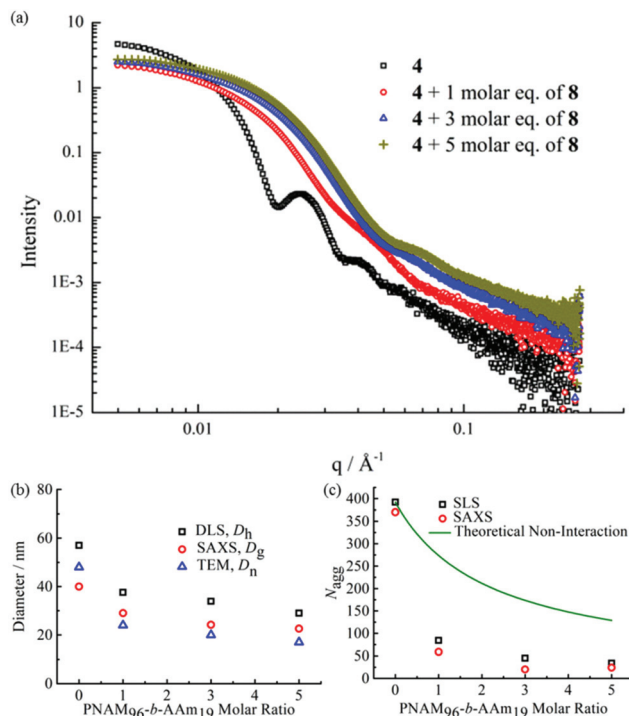 (a)
10
1
0.1
0.01
1E-3
1E-4
1E-5
Intensity
4
4 + 1 molar eq. of 8
4 + 3 molar eq. of 8
4 + 5 molar eq. of 8
0.01 0.1
q / Å⁻¹
(b)
80
60
40
20
0
Diameter / nm
DLS, Dh
SAXS, Dg
TEM, Dn
0 1 2 3 4 5
PNAM96-b-AAm19 Molar Ratio
(c)
450
400
350
300
250
200
150
100
50
0
Nagg
SLS
SAXS
Theoretical Non-Interaction
0 1 2 3 4 5
PNAM96-b-AAm19 Molar Ratio